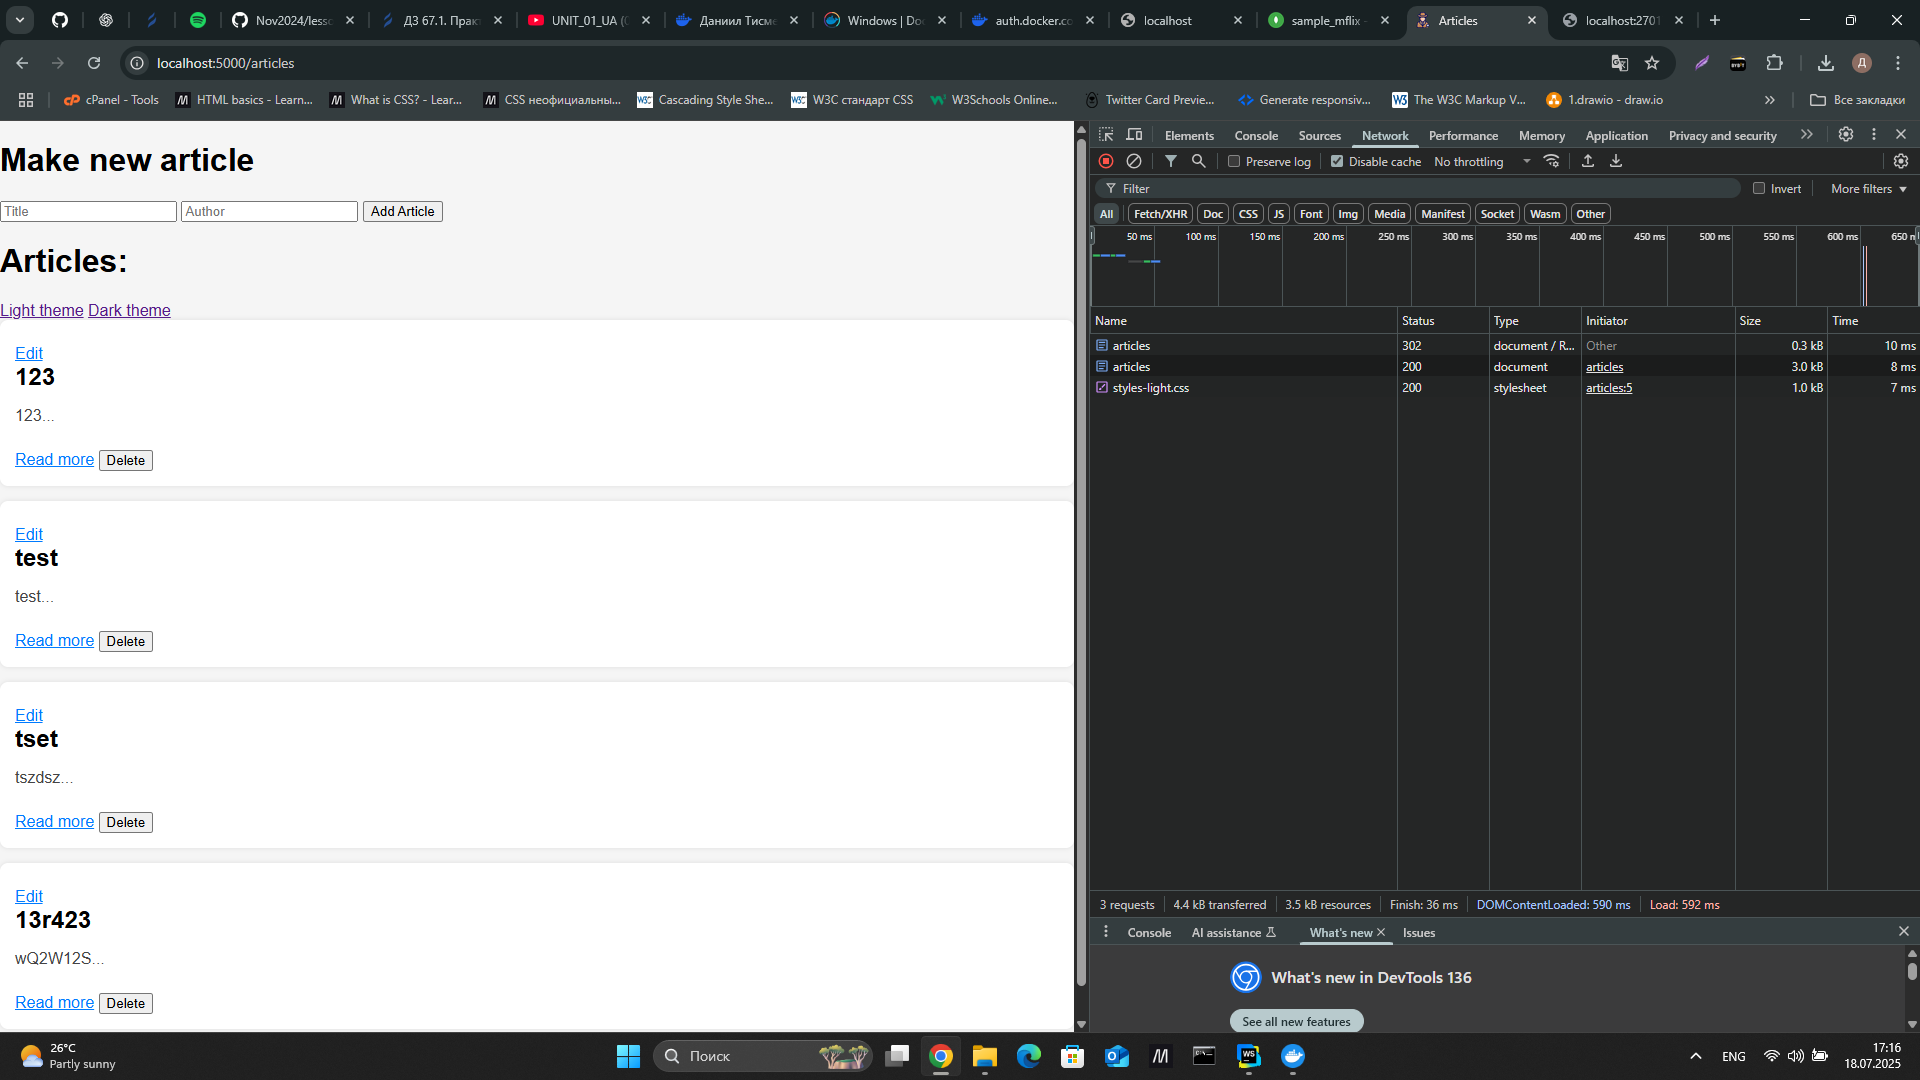 Nov2024/less
ДЗ 67.1. Прак
UNIT_01_UA (
Даниил Тисме
Windows | Do
auth.docker.co
localhost
sample_mflix -
Articles
localhost:2701
localhost:5000/articles
Д
cPanel - Tools
HTML basics - Learn...
What is CSS? - Lear...
CSS неофициальны...
Cascading Style She...
W3C стандарт CSS
W3Schools Online...
Twitter Card Previe...
Generate responsiv...
The W3C Markup V...
1.drawio - draw.io
Все закладки
Make new article
Title
Author
Add Article
Articles:
Light theme Dark theme
Edit
123
123...
Read more Delete
Edit
test
test...
Read more Delete
Edit
tset
tszdsz...
Read more Delete
Edit
13r423
wQ2W12S...
Read more Delete
Elements Console Sources Network Performance Memory Application Privacy and security
Preserve log Disable cache No throttling
Filter Invert More filters
All Fetch/XHR Doc CSS JS Font Img Media Manifest Socket Wasm Other
50 ms 100 ms 150 ms 200 ms 250 ms 300 ms 350 ms 400 ms 450 ms 500 ms 550 ms 600 ms 650
Name Status Type Initiator Size Time
articles 302 document / R... Other 0.3 kB 10 ms
articles 200 document articles 3.0 kB 8 ms
styles-light.css 200 stylesheet articles:5 1.0 kB 7 ms
3 requests 4.4 kB transferred 3.5 kB resources Finish: 36 ms DOMContentLoaded: 590 ms Load: 592 ms
Console AI assistance What's new Issues
What's new in DevTools 136
See all new features
26°C
Partly sunny
Поиск
WS
ENG
17:16
18.07.2025